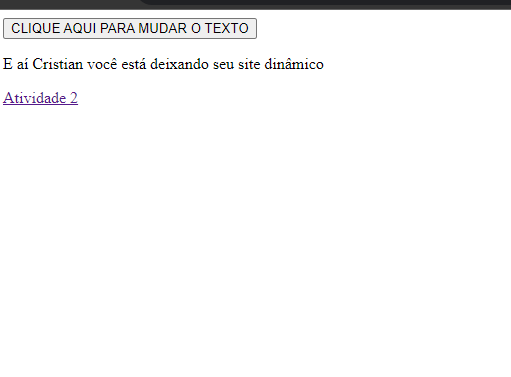 CLIQUE AQUI PARA MUDAR O TEXTO
E aí Cristian você está deixando seu site dinâmico
Atividade 2